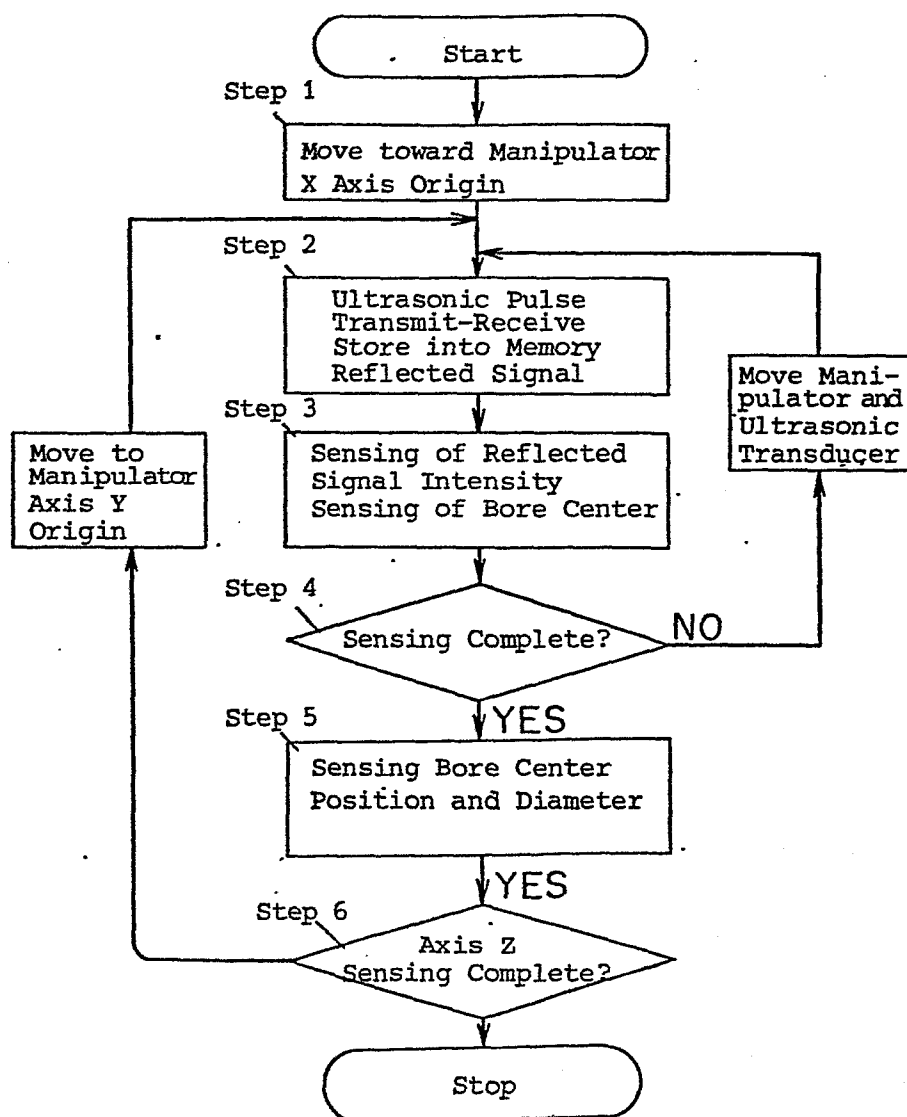 Start
Step 1
Move toward Manipulator
X Axis Origin
Step 2
Ultrasonic Pulse
Transmit-Receive
Store into Memory
Reflected Signal
Move Mani-
pulator and
Ultrasonic
Transducer
Step 3
Sensing of Reflected
Signal Intensity
Sensing of Bore Center
Move to
Manipulator
Axis Y
Origin
Step 4
Sensing Complete?
NO
YES
Step 5
Sensing Bore Center
Position and Diameter
YES
Step 6
Axis Z
Sensing Complete?
Stop